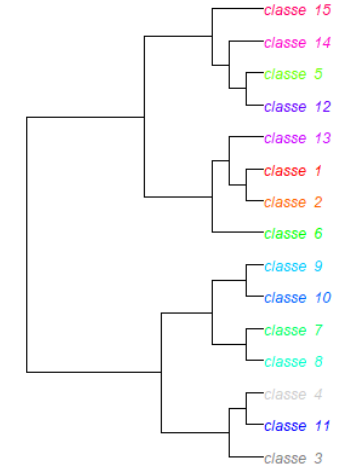 classe 15
classe 14
classe 5
classe 12
classe 13
classe 1
classe 2
classe 6
classe 9
classe 10
classe 7
classe 8
classe 4
classe 11
classe 3